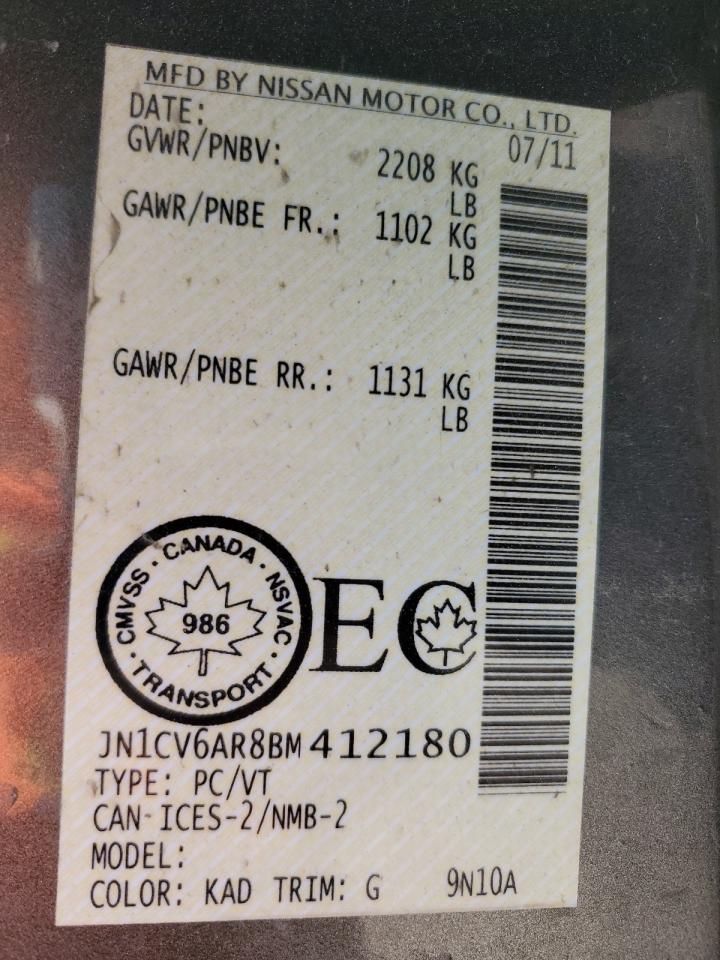 MFD BY NISSAN MOTOR CO., LTD.
DATE: 07/11
GVWR/PNBV: 2208 KG
LB
GAWR/PNBE FR.: 1102 KG
LB
GAWR/PNBE RR.: 1131 KG
LB
CMVSS · CANADA · NSVAC · TRANSPORT ·
986
EC
JN1CV6AR8BM412180
TYPE: PC/VT
CAN-ICES-2/NMB-2
MODEL:
COLOR: KAD TRIM: G 9N10A